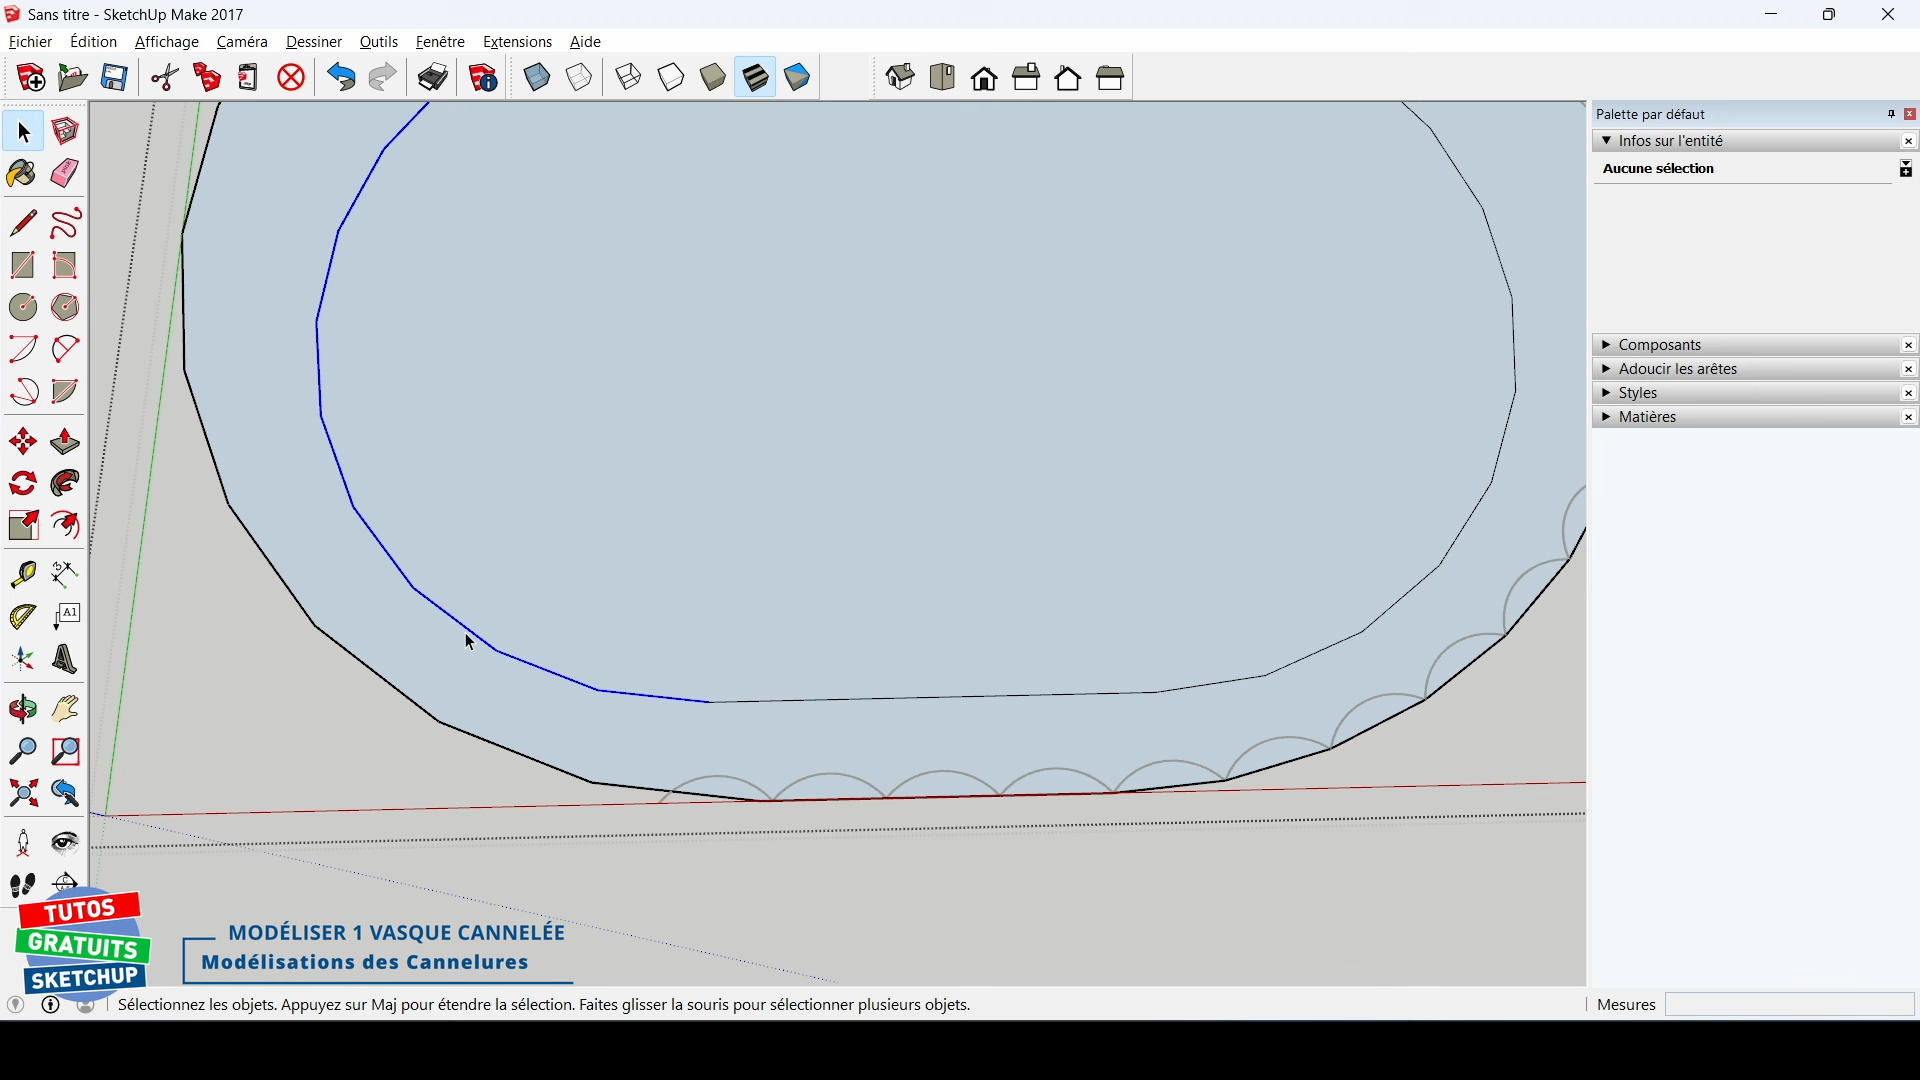 Sans titre - SketchUp Make 2017
Fichier Édition Affichage Caméra Dessiner Outils Fenêtre Extensions Aide
Palette par défaut
Infos sur l'entité
Aucune sélection
Composants
Adoucir les arêtes
Styles
Matières
A1
TUTOS
GRATUITS
SKETCHUP
MODÉLISER 1 VASQUE CANNELÉE
Modélisations des Cannelures
Sélectionnez les objets. Appuyez sur Maj pour étendre la sélection. Faites glisser la souris pour sélectionner plusieurs objets.
Mesures